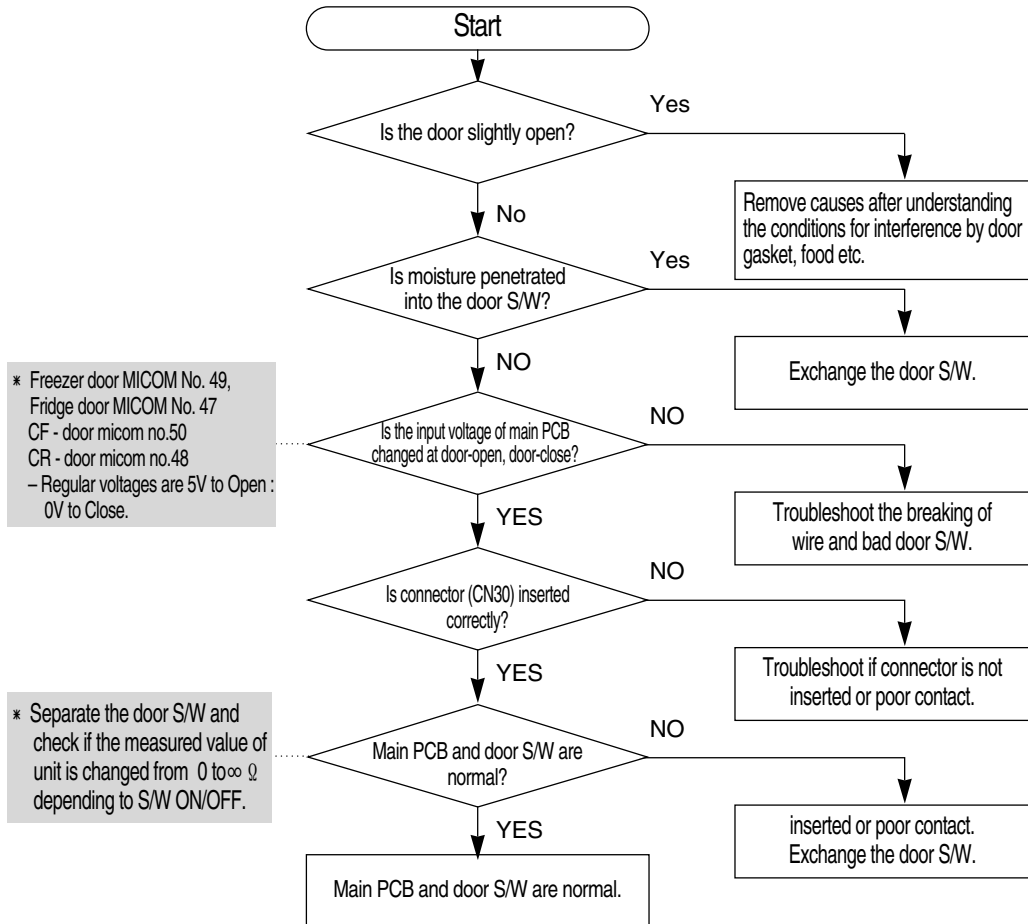 Start
Is the door slightly open?
Yes
Remove causes after understanding
the conditions for interference by door
gasket, food etc.
No
Is moisture penetrated
into the door S/W?
Yes
Exchange the door S/W.
NO
* Freezer door MICOM No. 49,
Fridge door MICOM No. 47
CF - door micom no.50
CR - door micom no.48
– Regular voltages are 5V to Open :
0V to Close.
Is the input voltage of main PCB
changed at door-open, door-close?
NO
Troubleshoot the breaking of
wire and bad door S/W.
YES
Is connector (CN30) inserted
correctly?
NO
Troubleshoot if connector is not
inserted or poor contact.
YES
* Separate the door S/W and
check if the measured value of
unit is changed from 0 to∞ Ω
depending to S/W ON/OFF.
Main PCB and door S/W are
normal?
NO
inserted or poor contact.
Exchange the door S/W.
YES
Main PCB and door S/W are normal.